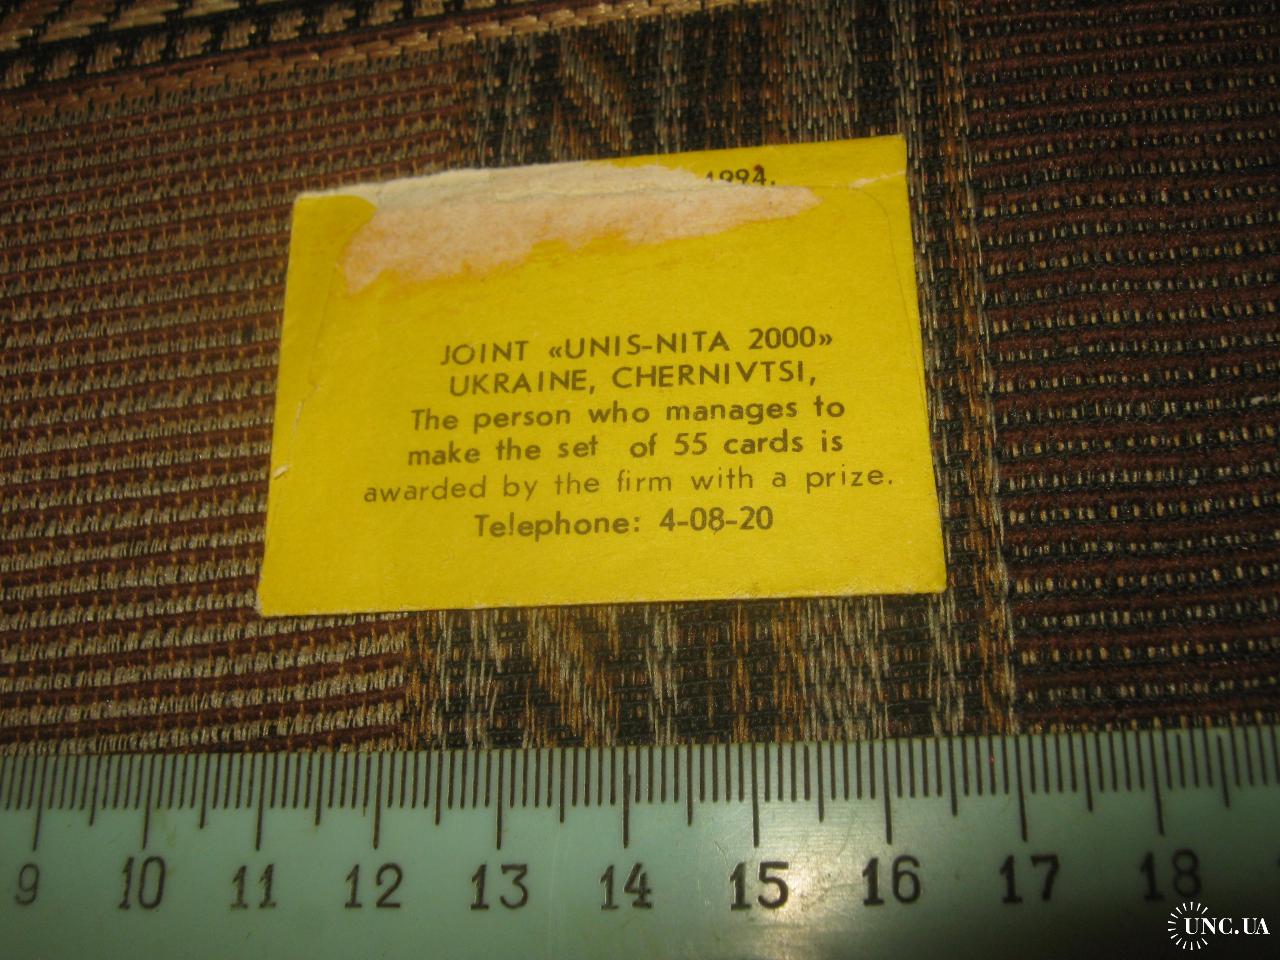 1994.
JOINT «UNIS-NITA 2000»
UKRAINE, CHERNIVTSI,
The person who manages to
make the set of 55 cards is
awarded by the firm with a prize.
Telephone: 4-08-20
9 10 11 12 13 14 15 16 17 18
UNC.UA